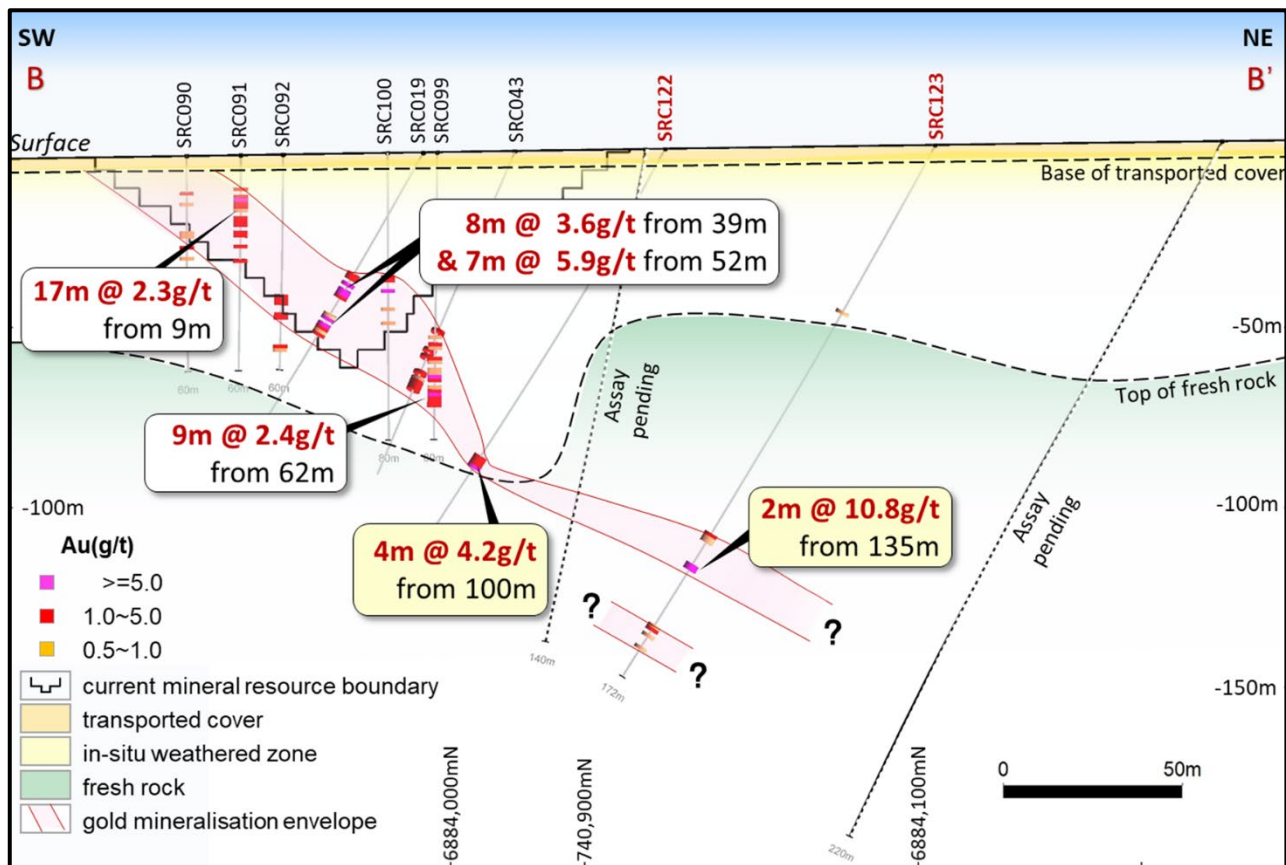 SW
NE
B
B'
SRC090
SRC091
SRC092
SRC100
SRC019
SRC099
SRC043
SRC122
SRC123
Surface
Base of transported cover
8m @ 3.6g/t from 39m
& 7m @ 5.9g/t from 52m
17m @ 2.3g/t
from 9m
-50m
60m
60m
60m
Assay
pending
Top of fresh rock
9m @ 2.4g/t
from 62m
80m
80m
-100m
-100m
4m @ 4.2g/t
from 100m
2m @ 10.8g/t
from 135m
Assay
pending
Au(g/t)
>=5.0
1.0~5.0
0.5~1.0
?
?
?
140m
172m
-150m
current mineral resource boundary
transported cover
in-situ weathered zone
fresh rock
gold mineralisation envelope
-6884,000mN
-740,900mN
-6884,100mN
0
50m
220m